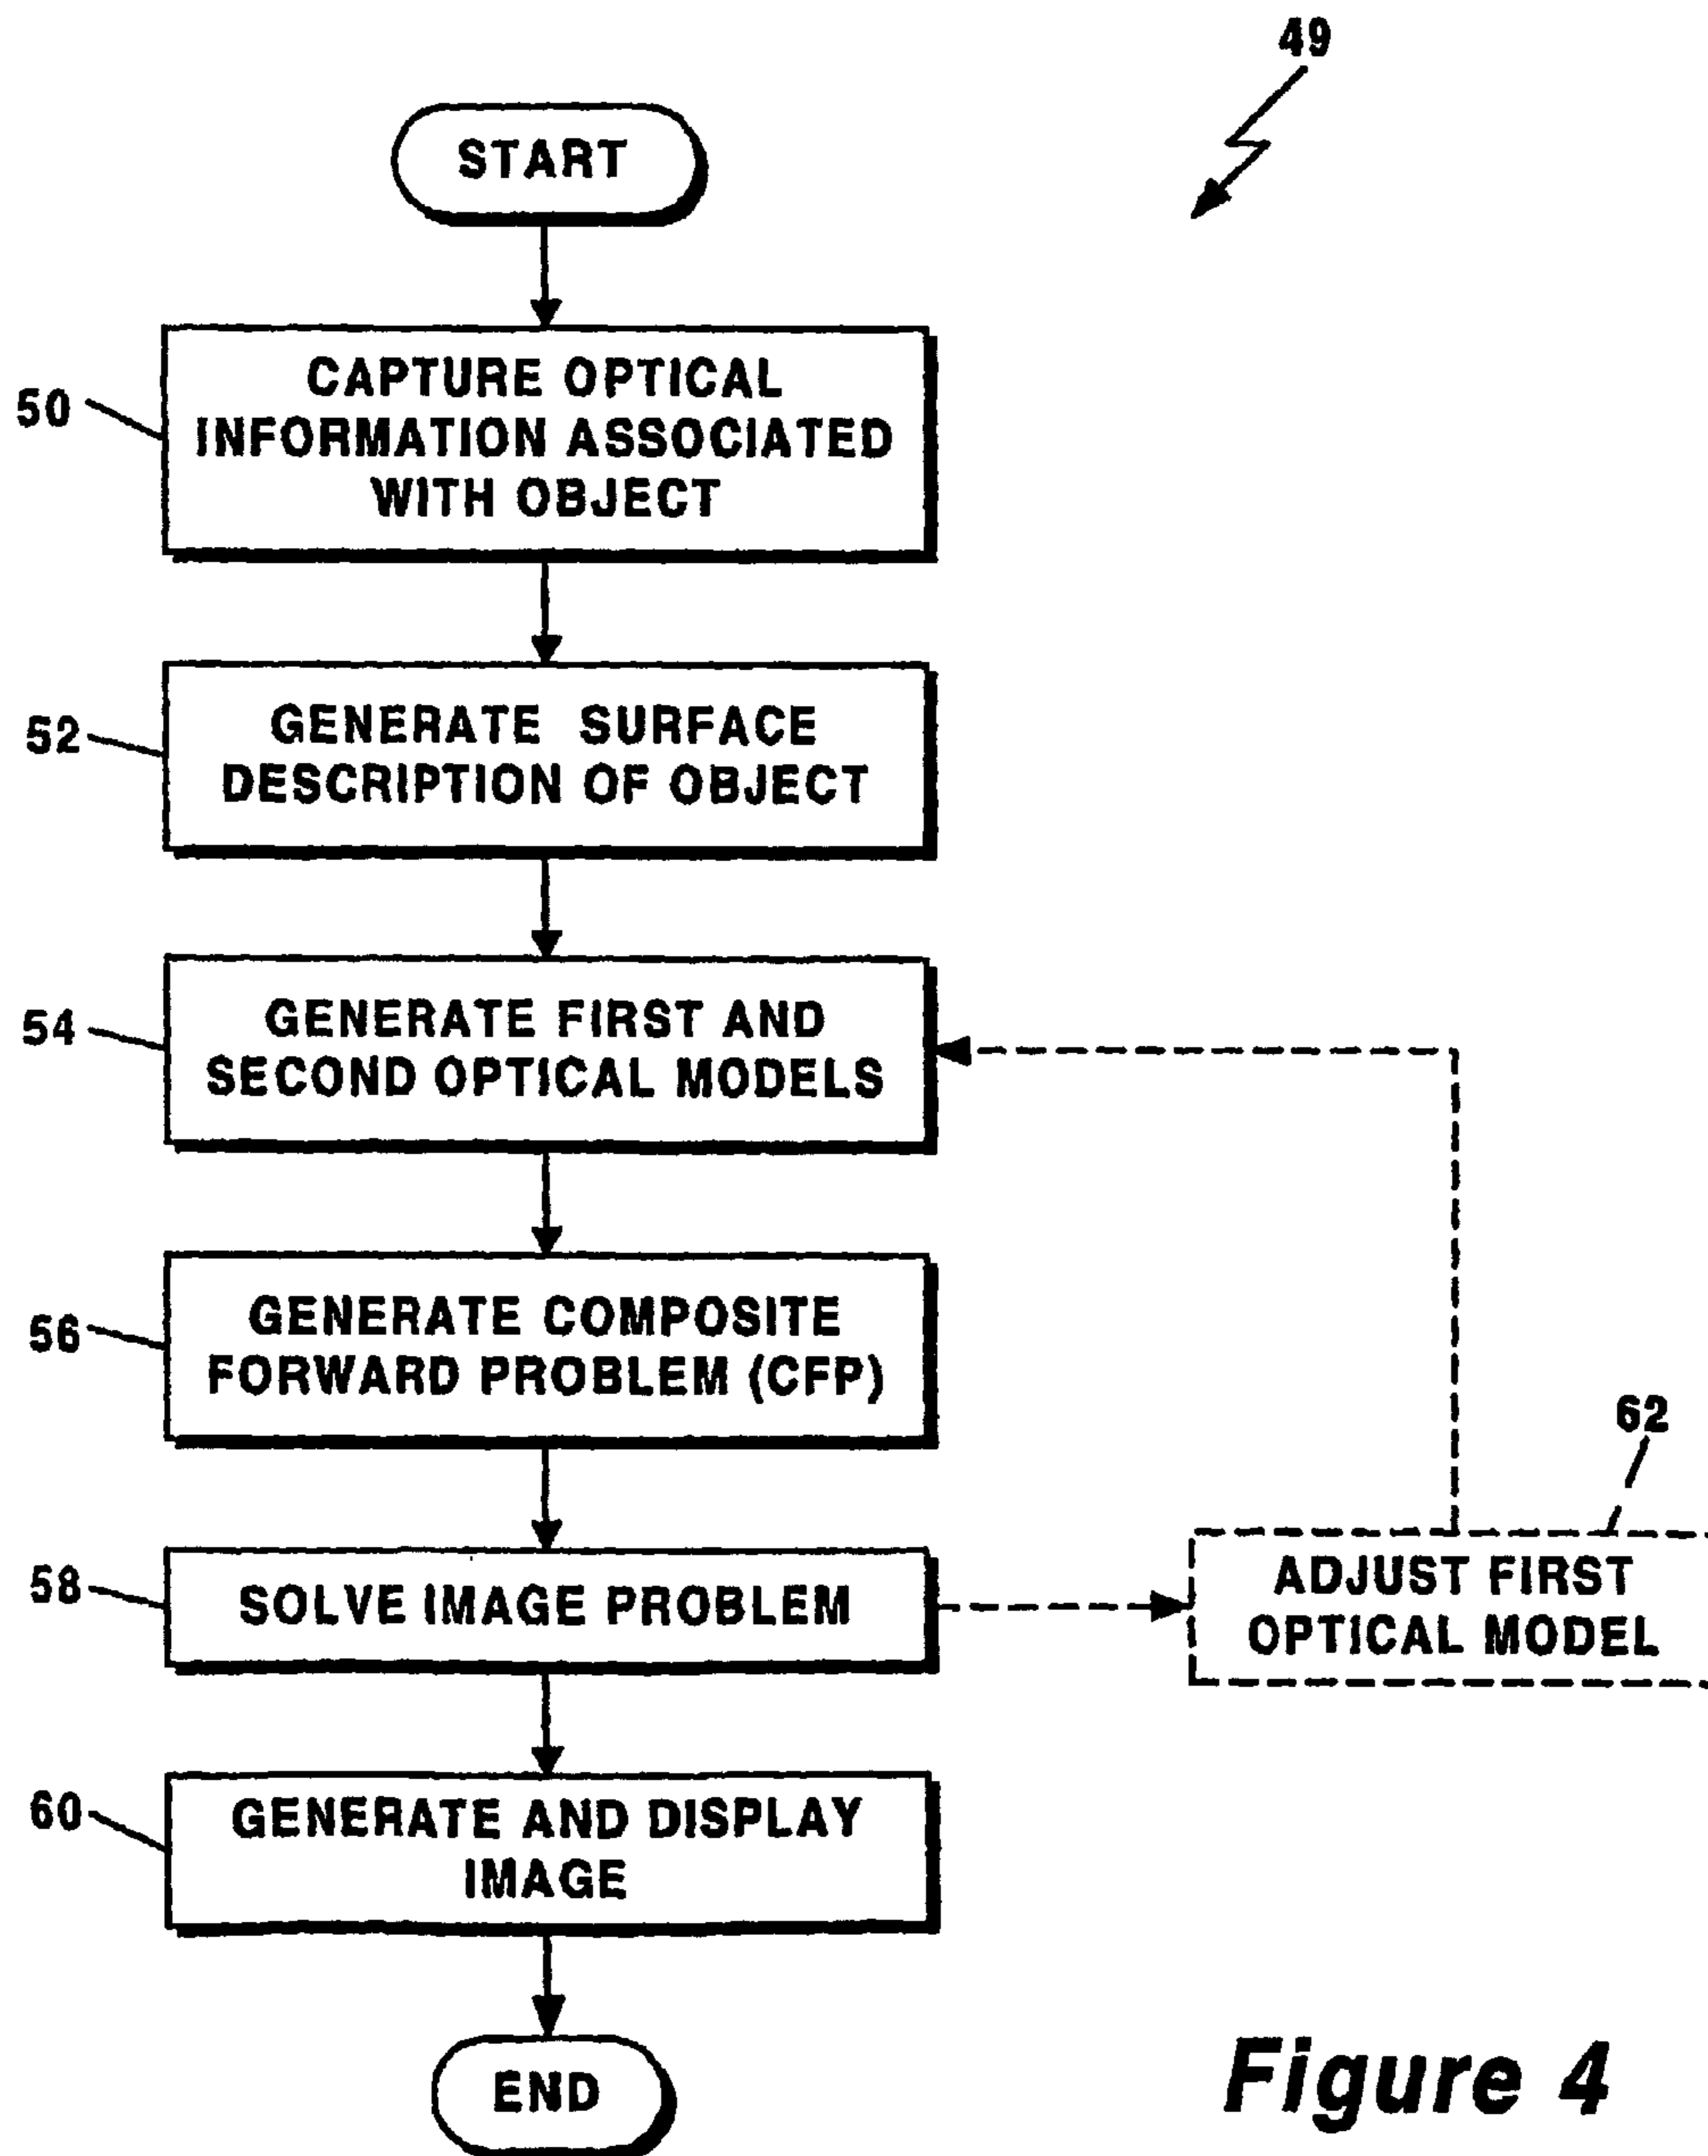 49
START
50
CAPTURE OPTICAL
INFORMATION ASSOCIATED
WITH OBJECT
52
GENERATE SURFACE
DESCRIPTION OF OBJECT
54
GENERATE FIRST AND
SECOND OPTICAL MODELS
56
GENERATE COMPOSITE
FORWARD PROBLEM (CFP)
62
58
SOLVE IMAGE PROBLEM
ADJUST FIRST
OPTICAL MODEL
60
GENERATE AND DISPLAY
IMAGE
END
Figure 4